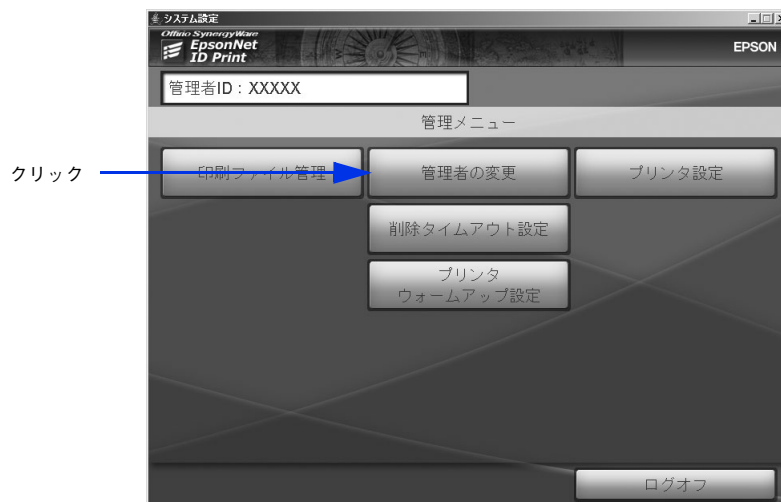 システム設定
Offirio SynergyWare
EpsonNet
ID Print
EPSON
管理者ID：XXXXX
管理メニュー
クリック
印刷ファイル管理
管理者の変更
プリンタ設定
削除タイムアウト設定
プリンタ
ウォームアップ設定
ログオフ